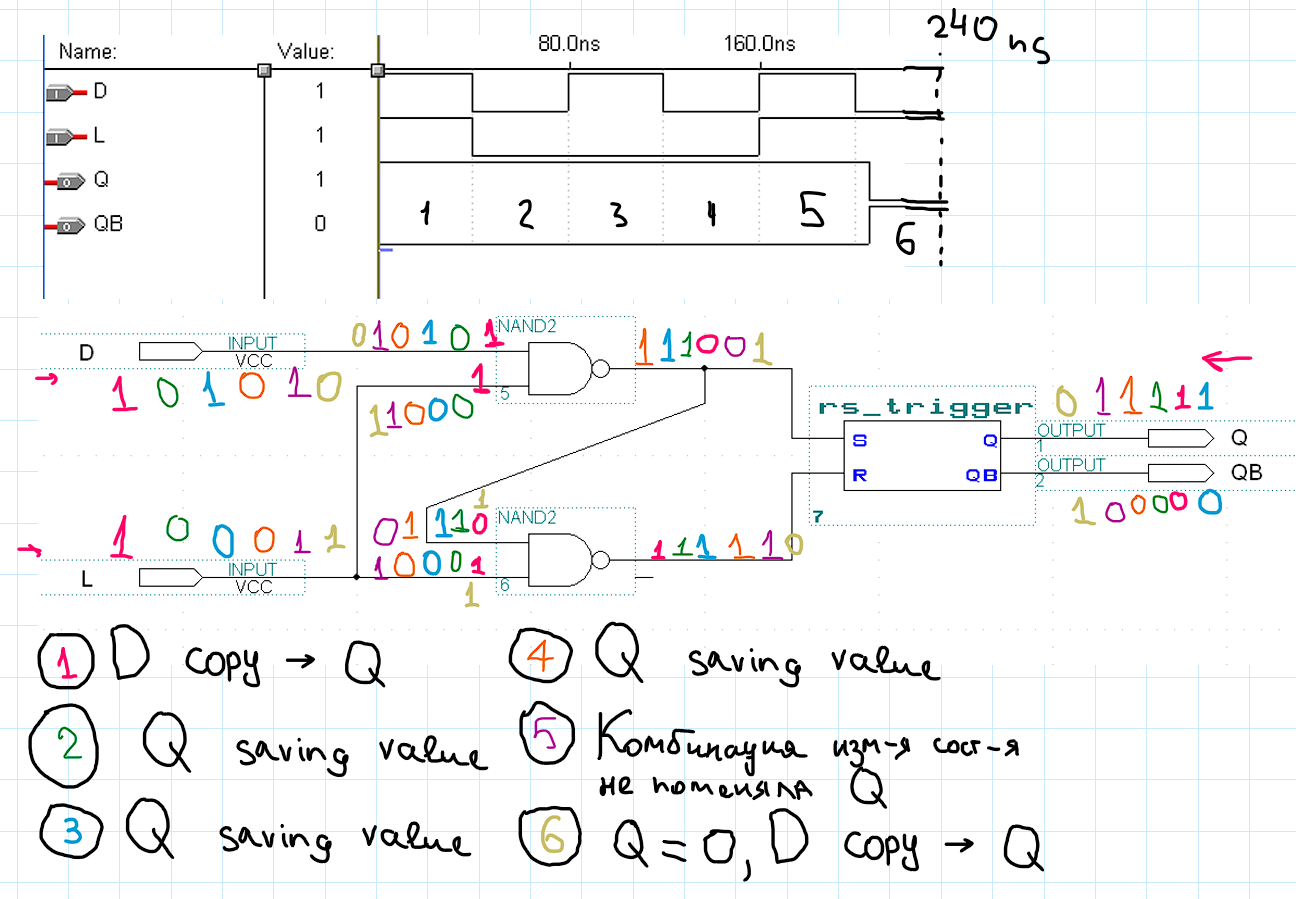 240 ns
Name: Value: 80.0ns 160.0ns
D 1
L 1
Q 1
QB 0
1 2 3 4 5 6
0 1 0 1 0 1 NAND2 1 1 1 0 0 1
D INPUT
VCC
1
5
1 0 1 0 1 0
1 1 0 0 0
rs_trigger 0 1 1 1 1 1
S Q OUTPUT Q
1
R QB OUTPUT QB
2
7
1 0 0 0 0 0
1
1 0 0 0 1 1 0 1 1 1 0 NAND2
1 1 1 1 1 0
1 0 0 0 1
L INPUT
VCC
6
1
1 D copy → Q
4 Q saving value
2 Q saving value
5 Комбинация изм-я сост-я
не поменяла Q
3 Q saving value
6 Q = 0, D copy → Q